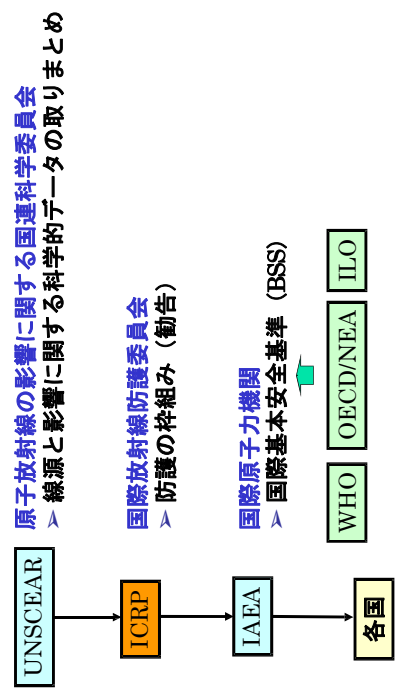 UNSCEAR
原子放射線の影響に関する国連科学委員会
➢ 線源と影響に関する科学的データの取りまとめ
ICRP
国際放射線防護委員会
➢ 防護の枠組み（勧告）
IAEA
国際原子力機関
➢ 国際基本安全基準（BSS）
WHO
OECD/NEA
ILO
各国